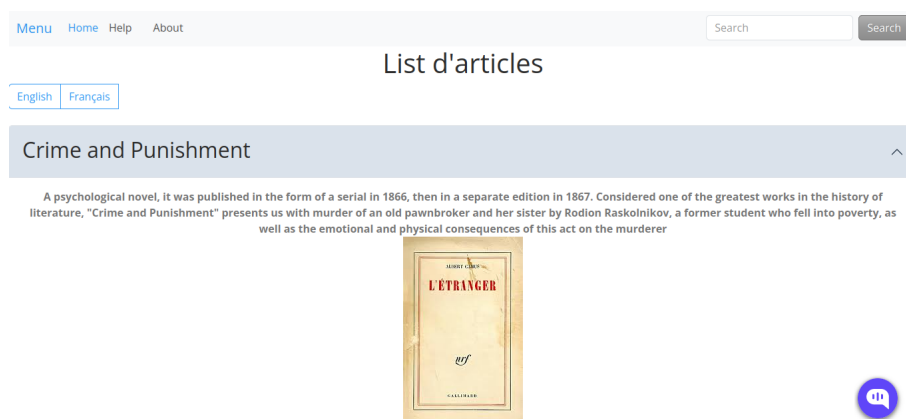 Menu Home Help About Search Search
List d'articles
English Français
Crime and Punishment
A psychological novel, it was published in the form of a serial in 1866, then in a separate edition in 1867. Considered one of the greatest works in the history of
literature, "Crime and Punishment" presents us with murder of an old pawnbroker and her sister by Rodion Raskolnikov, a former student who fell into poverty, as
well as the emotional and physical consequences of this act on the murderer
ALBERT CAMUS
L'ÉTRANGER
nrf
GALLIMARD